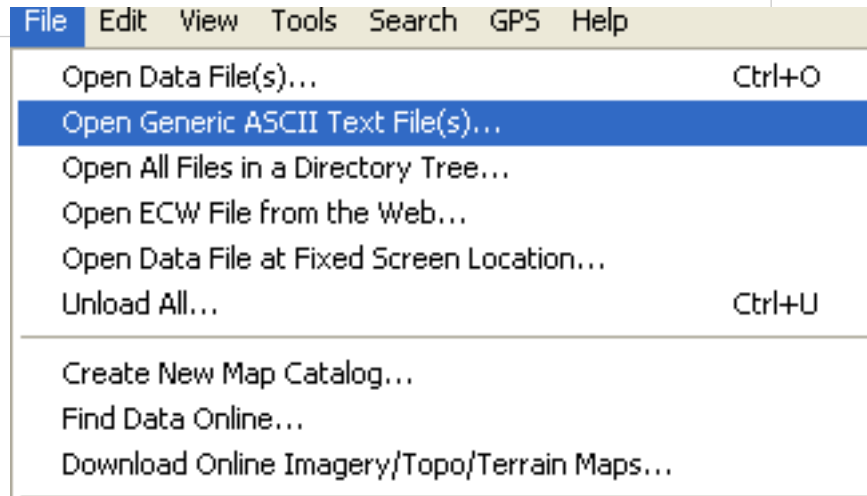 File Edit View Tools Search GPS Help
Open Data File(s)... Ctrl+O
Open Generic ASCII Text File(s)...
Open All Files in a Directory Tree...
Open ECW File from the Web...
Open Data File at Fixed Screen Location...
Unload All... Ctrl+U
Create New Map Catalog...
Find Data Online...
Download Online Imagery/Topo/Terrain Maps...